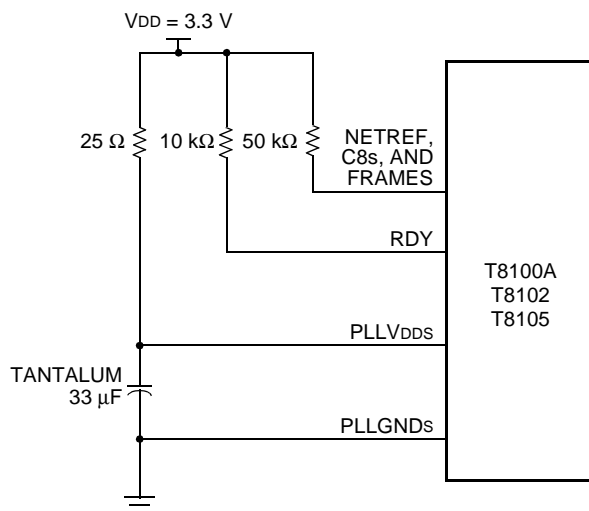 VDD = 3.3 V
25 Ω
10 kΩ
50 kΩ
NETREF,
C8s, AND
FRAMES
RDY
T8100A
T8102
T8105
PLLVDDS
TANTALUM
33 μF
PLLGNDS